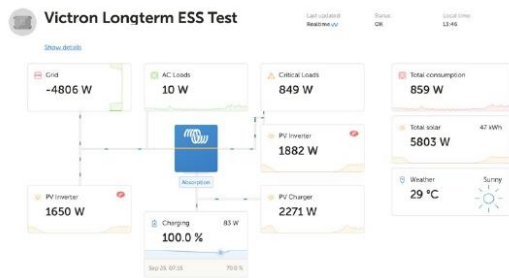 Victron Longterm ESS Test
Last updated
Realtime
Status
OK
Local time
13:46
Show details
Grid
-4806 W
AC Loads
10 W
Critical Loads
849 W
Total consumption
859 W
PV Inverter
1882 W
Total solar
47 kWh
5803 W
Absorption
Weather
Sunny
29 °C
PV Inverter
1650 W
PV Charger
2271 W
Charging
83 W
100.0 %
70.0 %